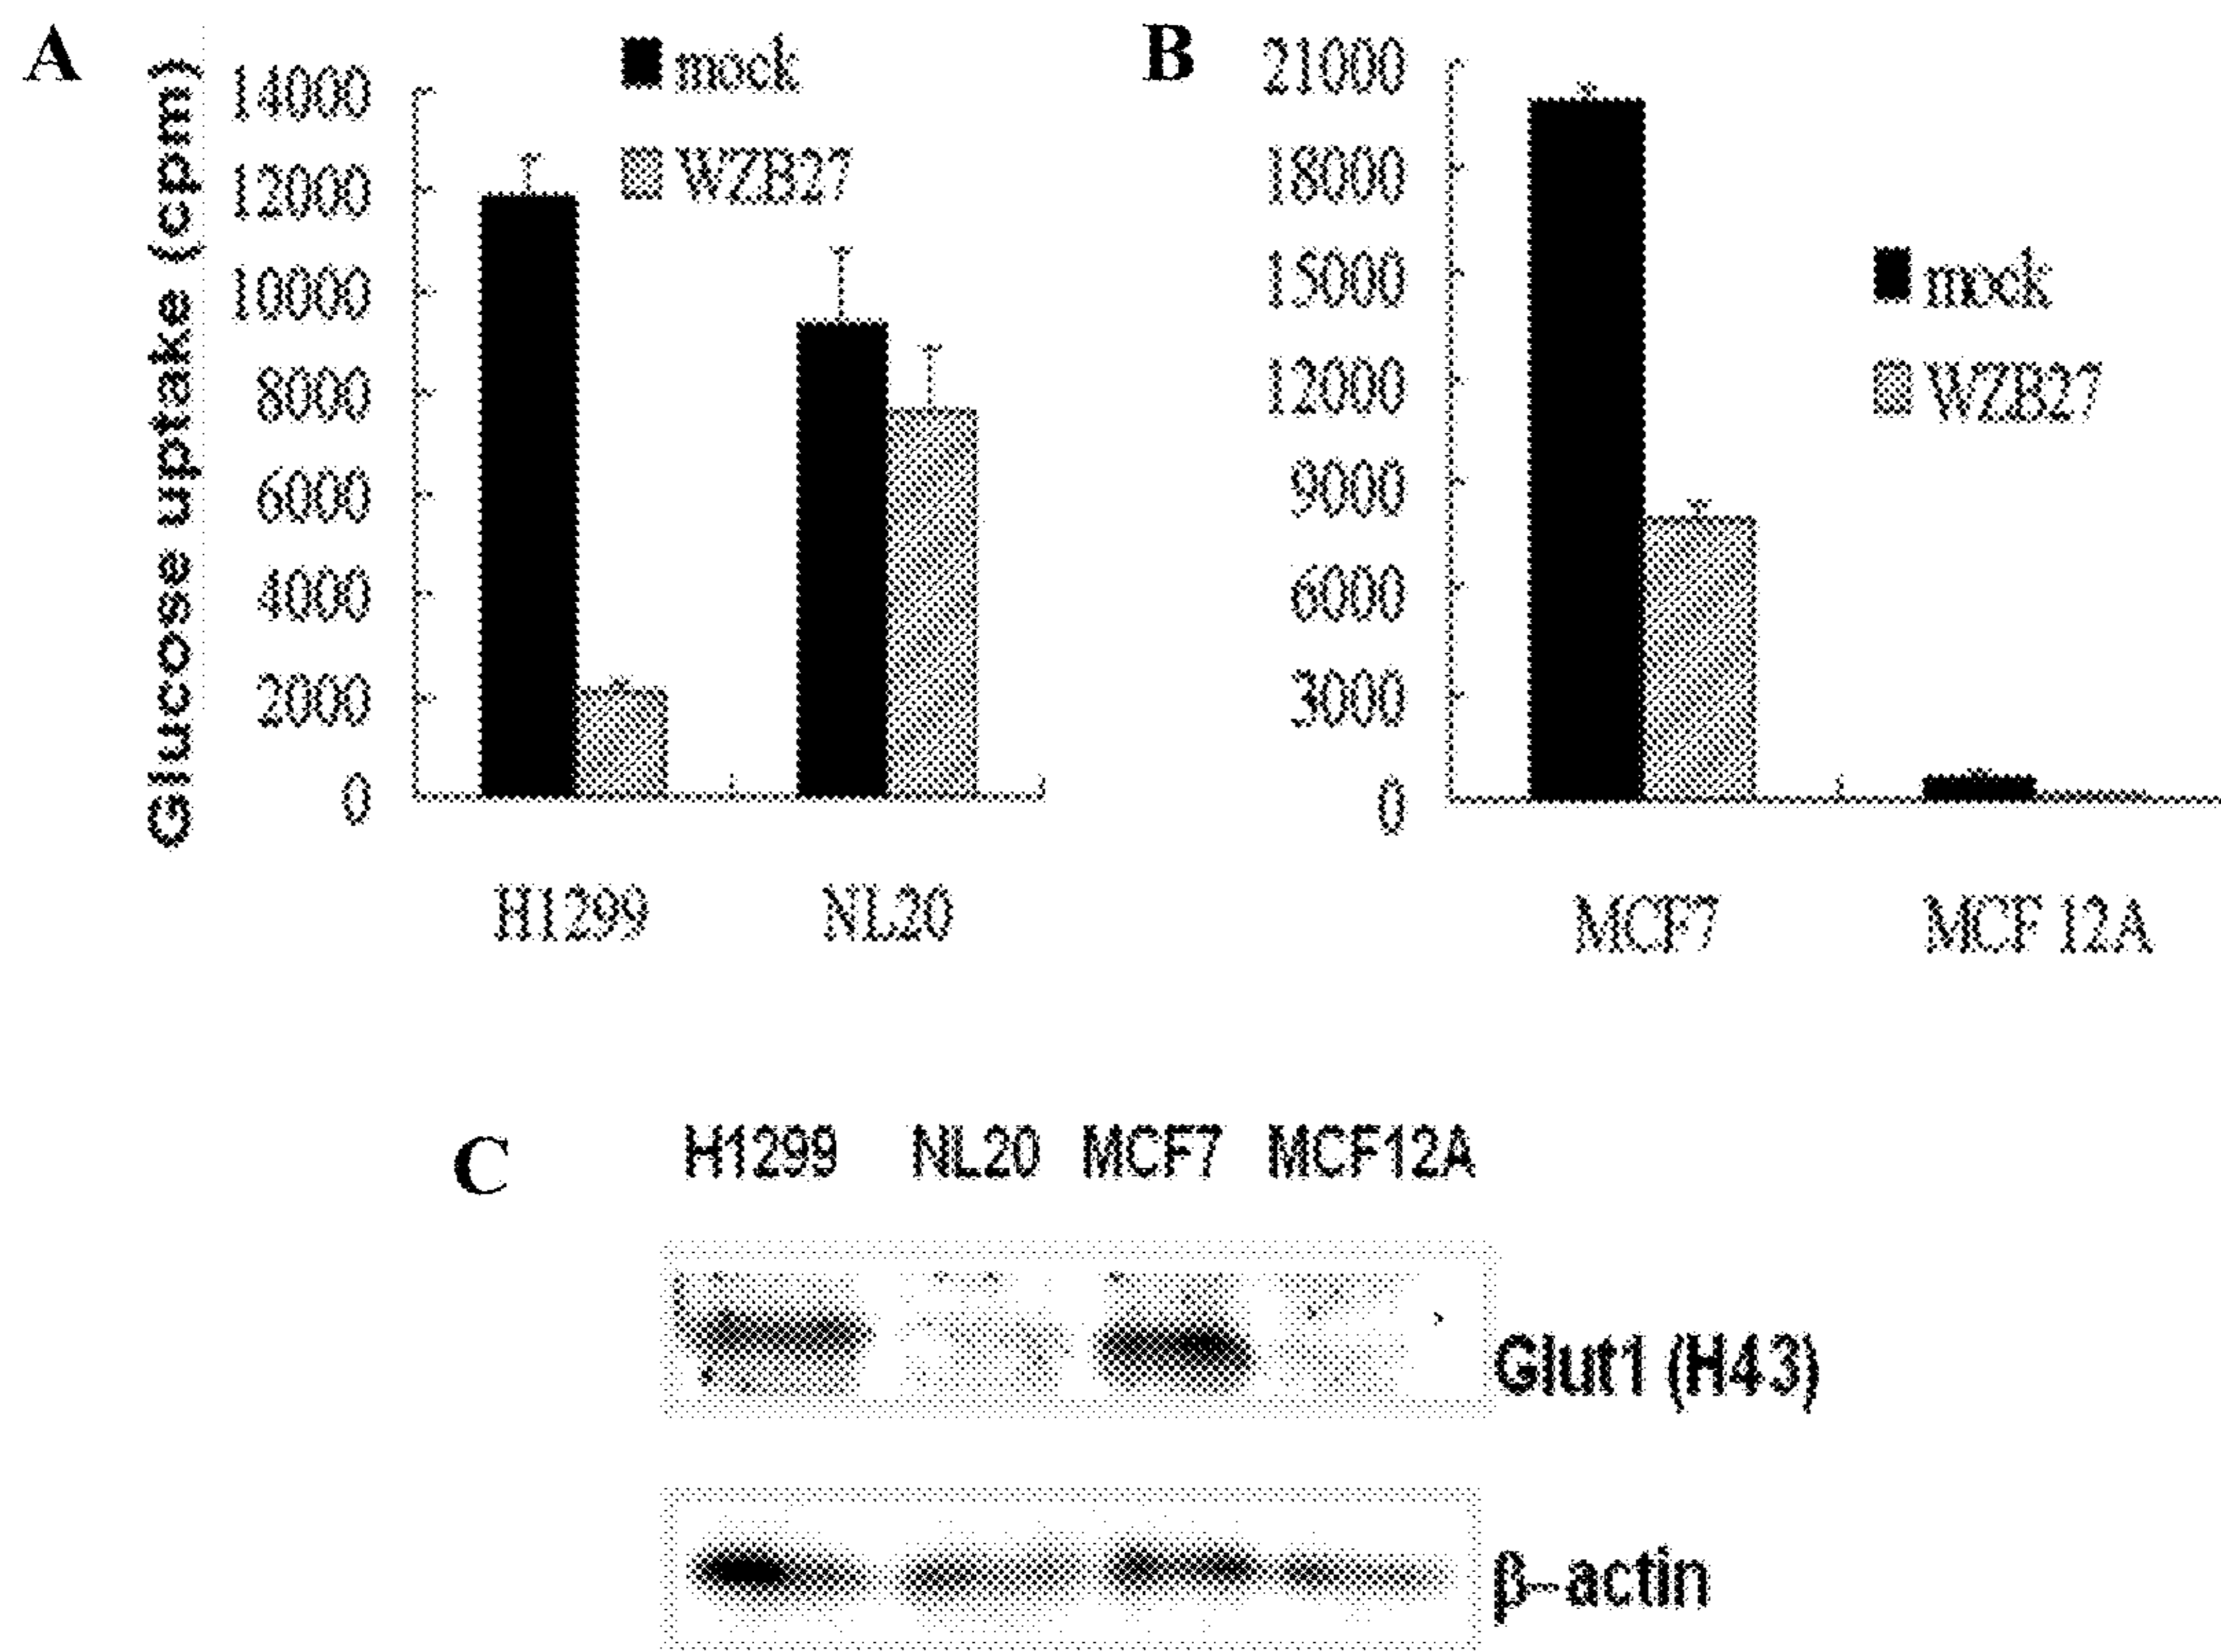 A
Glucose uptake (cpm)
14000
12000
10000
8000
6000
4000
2000
0
mock
WZB27
H1299 NL20
B
21000
18000
15000
12000
9000
6000
3000
0
mock
WZB27
MCF7 MCF 12A
C
H1299 NL20 MCF7 MCF12A
Glut1 (H43)
β-actin